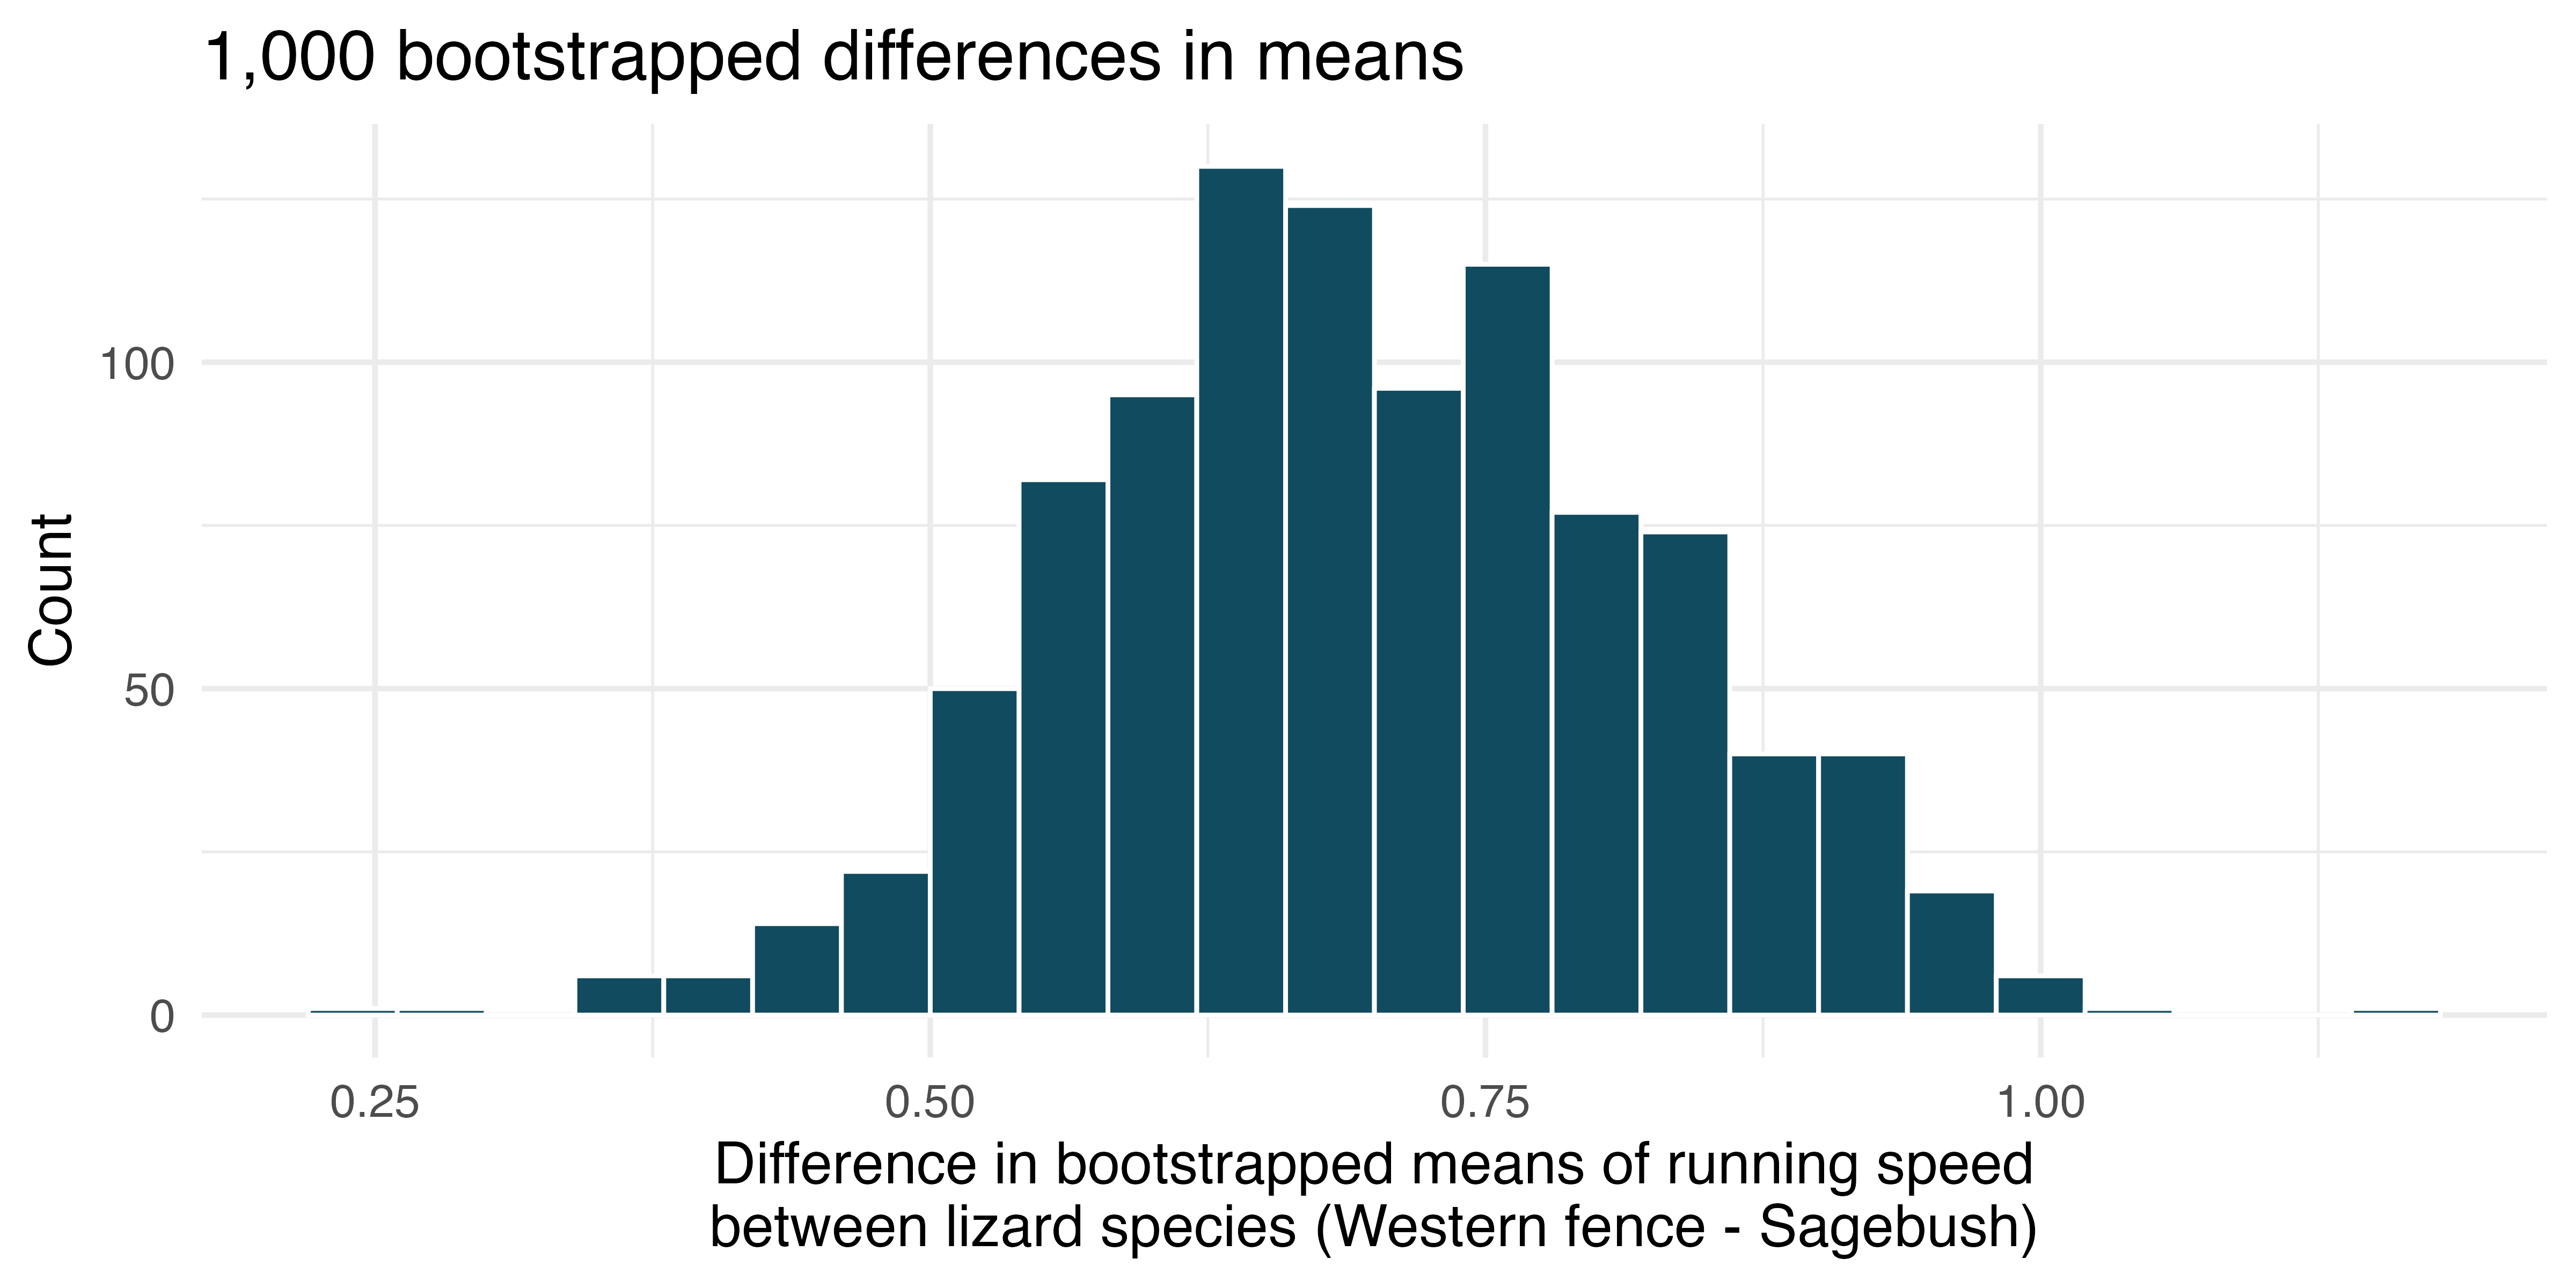 1,000 bootstrapped differences in means
Count
100
50
0
0.25 0.50 0.75 1.00
Difference in bootstrapped means of running speed
between lizard species (Western fence - Sagebush)